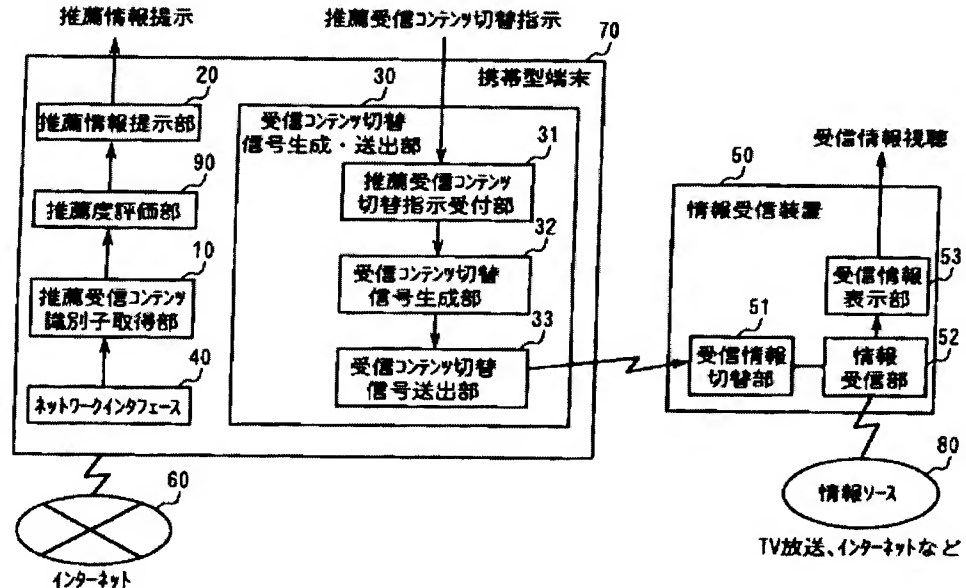 推薦情報提示
推薦受信コンテンツ切替指示
70
携帯型端末
20
推薦情報提示部
90
推薦度評価部
10
推薦受信コンテンツ
識別子取得部
40
ネットワークインタフェース
30
受信コンテンツ切替
信号生成・送出部
31
推薦受信コンテンツ
切替指示受付部
32
受信コンテンツ切替
信号生成部
33
受信コンテンツ切替
信号送出部
60
インターネット
受信情報視聴
50
情報受信装置
53
受信情報
表示部
51
受信情報
切替部
52
情報
受信部
80
情報ソース
TV放送、インターネットなど